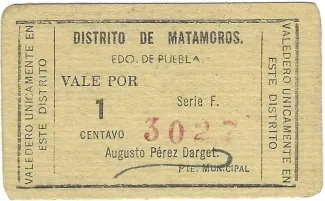 VALEDERO UNICAMENTE EN
ESTE DISTRITO
DISTRITO DE MATAMOROS.
EDO. DE PUEBLA
VALE POR
1 Serie F.
CENTAVO 3027
Augusto Pérez Darget.
PTE. MUNICIPAL
VALEDERO UNICAMENTE EN
ESTE DISTRITO